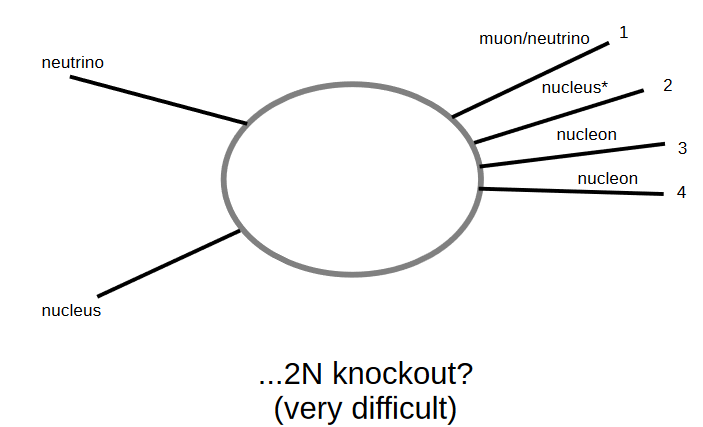 muon/neutrino 1
neutrino
nucleus* 2
nucleon 3
nucleon 4
nucleus
...2N knockout?
(very difficult)